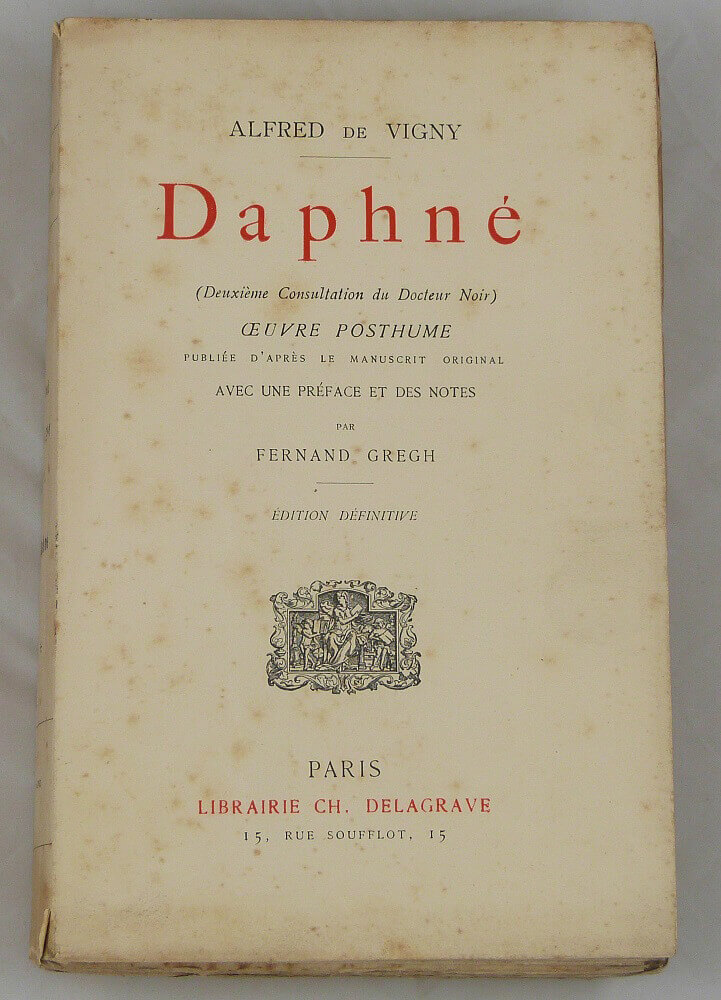 ALFRED DE VIGNY
Daphné
(Deuxième Consultation du Docteur Noir)
ŒUVRE POSTHUME
PUBLIÉE D'APRÈS LE MANUSCRIT ORIGINAL
AVEC UNE PRÉFACE ET DES NOTES
PAR
FERNAND GREGH
ÉDITION DÉFINITIVE
PARIS
LIBRAIRIE CH. DELAGRAVE
15, RUE SOUFFLOT, 15